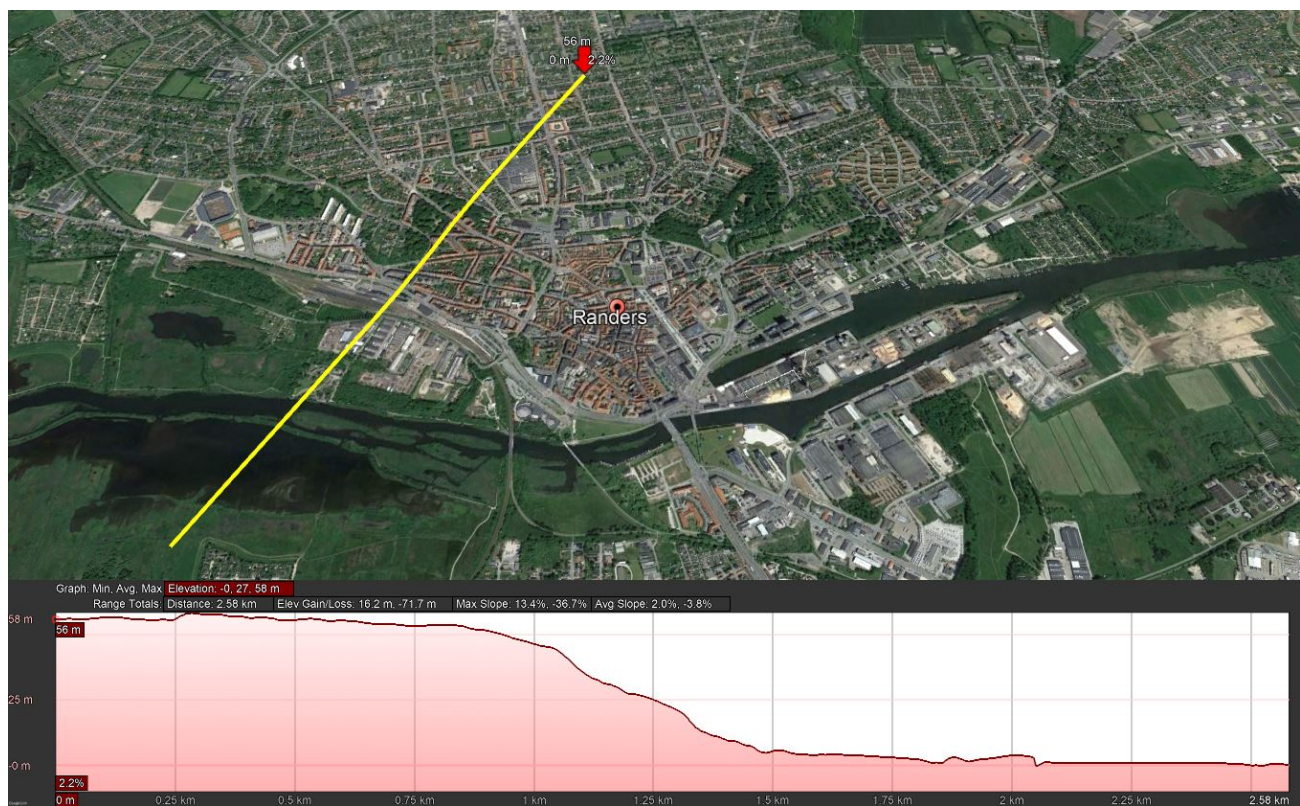 56 m
0 m 2.2%
Randers
Graph: Min, Avg, Max Elevation: -0, 27, 58 m
Range Totals: Distance: 2.58 km Elev Gain/Loss: 16.2 m, -71.7 m Max Slope: 13.4%, -36.7% Avg Slope: 2.0%, -3.8%
58 m
56 m
25 m
-0 m
2.2%
0 m 0.25 km 0.5 km 0.75 km 1 km 1.25 km 1.5 km 1.75 km 2 km 2.25 km 2.58 km